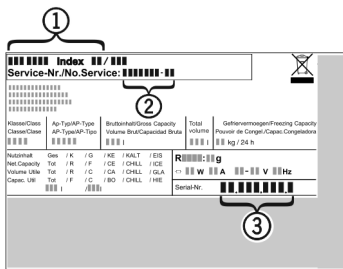 1
Index /
Service-Nr./No.Service: -
2
Klasse/Class Ap-Typ/AP-Type Bruttoinhalt/Gross Capacity Total Gefriervermoegen/Freezing Capacity
Classe/Clase AP-Type/AP-Tipo Volume Brut/Capacidad Bruta volume Pouvoir de Congel./Capac.Congeladora
l l kg / 24 h
Nutzinhalt Ges / K / G / KE / KALT / EIS
Net.Capacity Tot / R / F / CE / CHILL / ICE
Volume Utile Tot / F / C / CA / CHILL / GLA
Capac. Util Tot / F / C / BO / CHILL / HIE
l / l
R : g
W A - V Hz
Serial-Nr. . . .
3